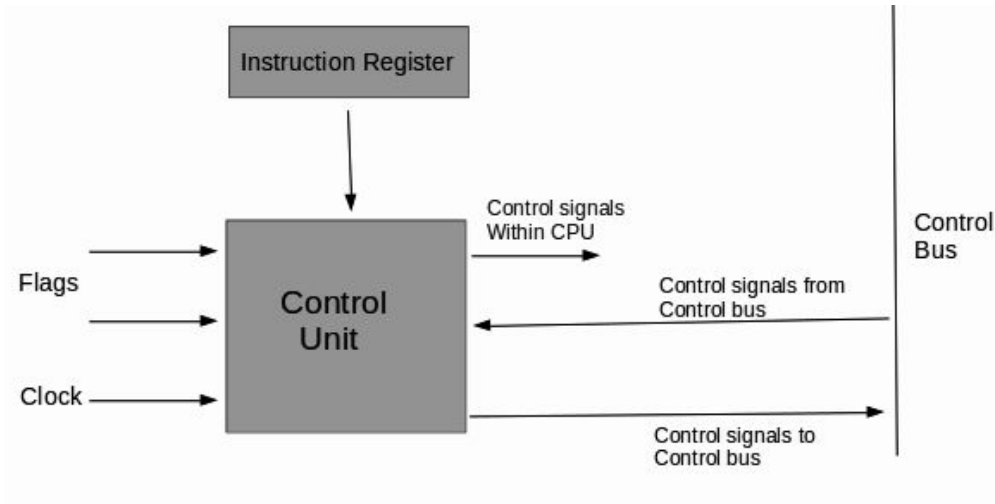 Instruction Register
Control signals
Within CPU
Control
Bus
Flags
Control signals from
Control bus
Control
Unit
Clock
Control signals to
Control bus